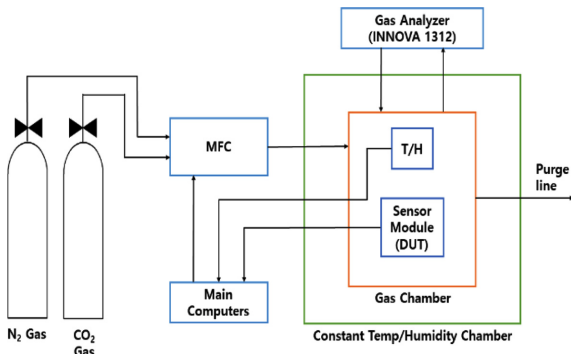 Gas Analyzer
(INNOVA 1312)
MFC
T/H
Purge
line
Sensor
Module
(DUT)
Main
Computers
Gas Chamber
N₂ Gas
CO₂
Gas
Constant Temp/Humidity Chamber